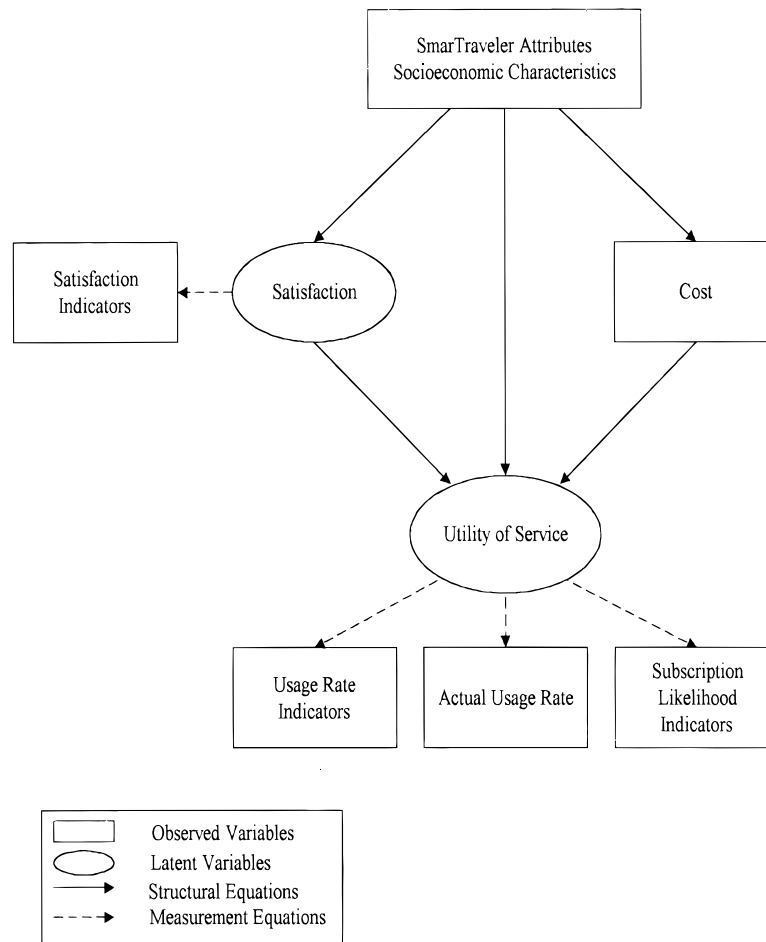 SmarTraveler Attributes
Socioeconomic Characteristics
Satisfaction
Indicators
Satisfaction
Cost
Utility of Service
Usage Rate
Indicators
Actual Usage Rate
Subscription
Likelihood
Indicators
Observed Variables
Latent Variables
Structural Equations
Measurement Equations